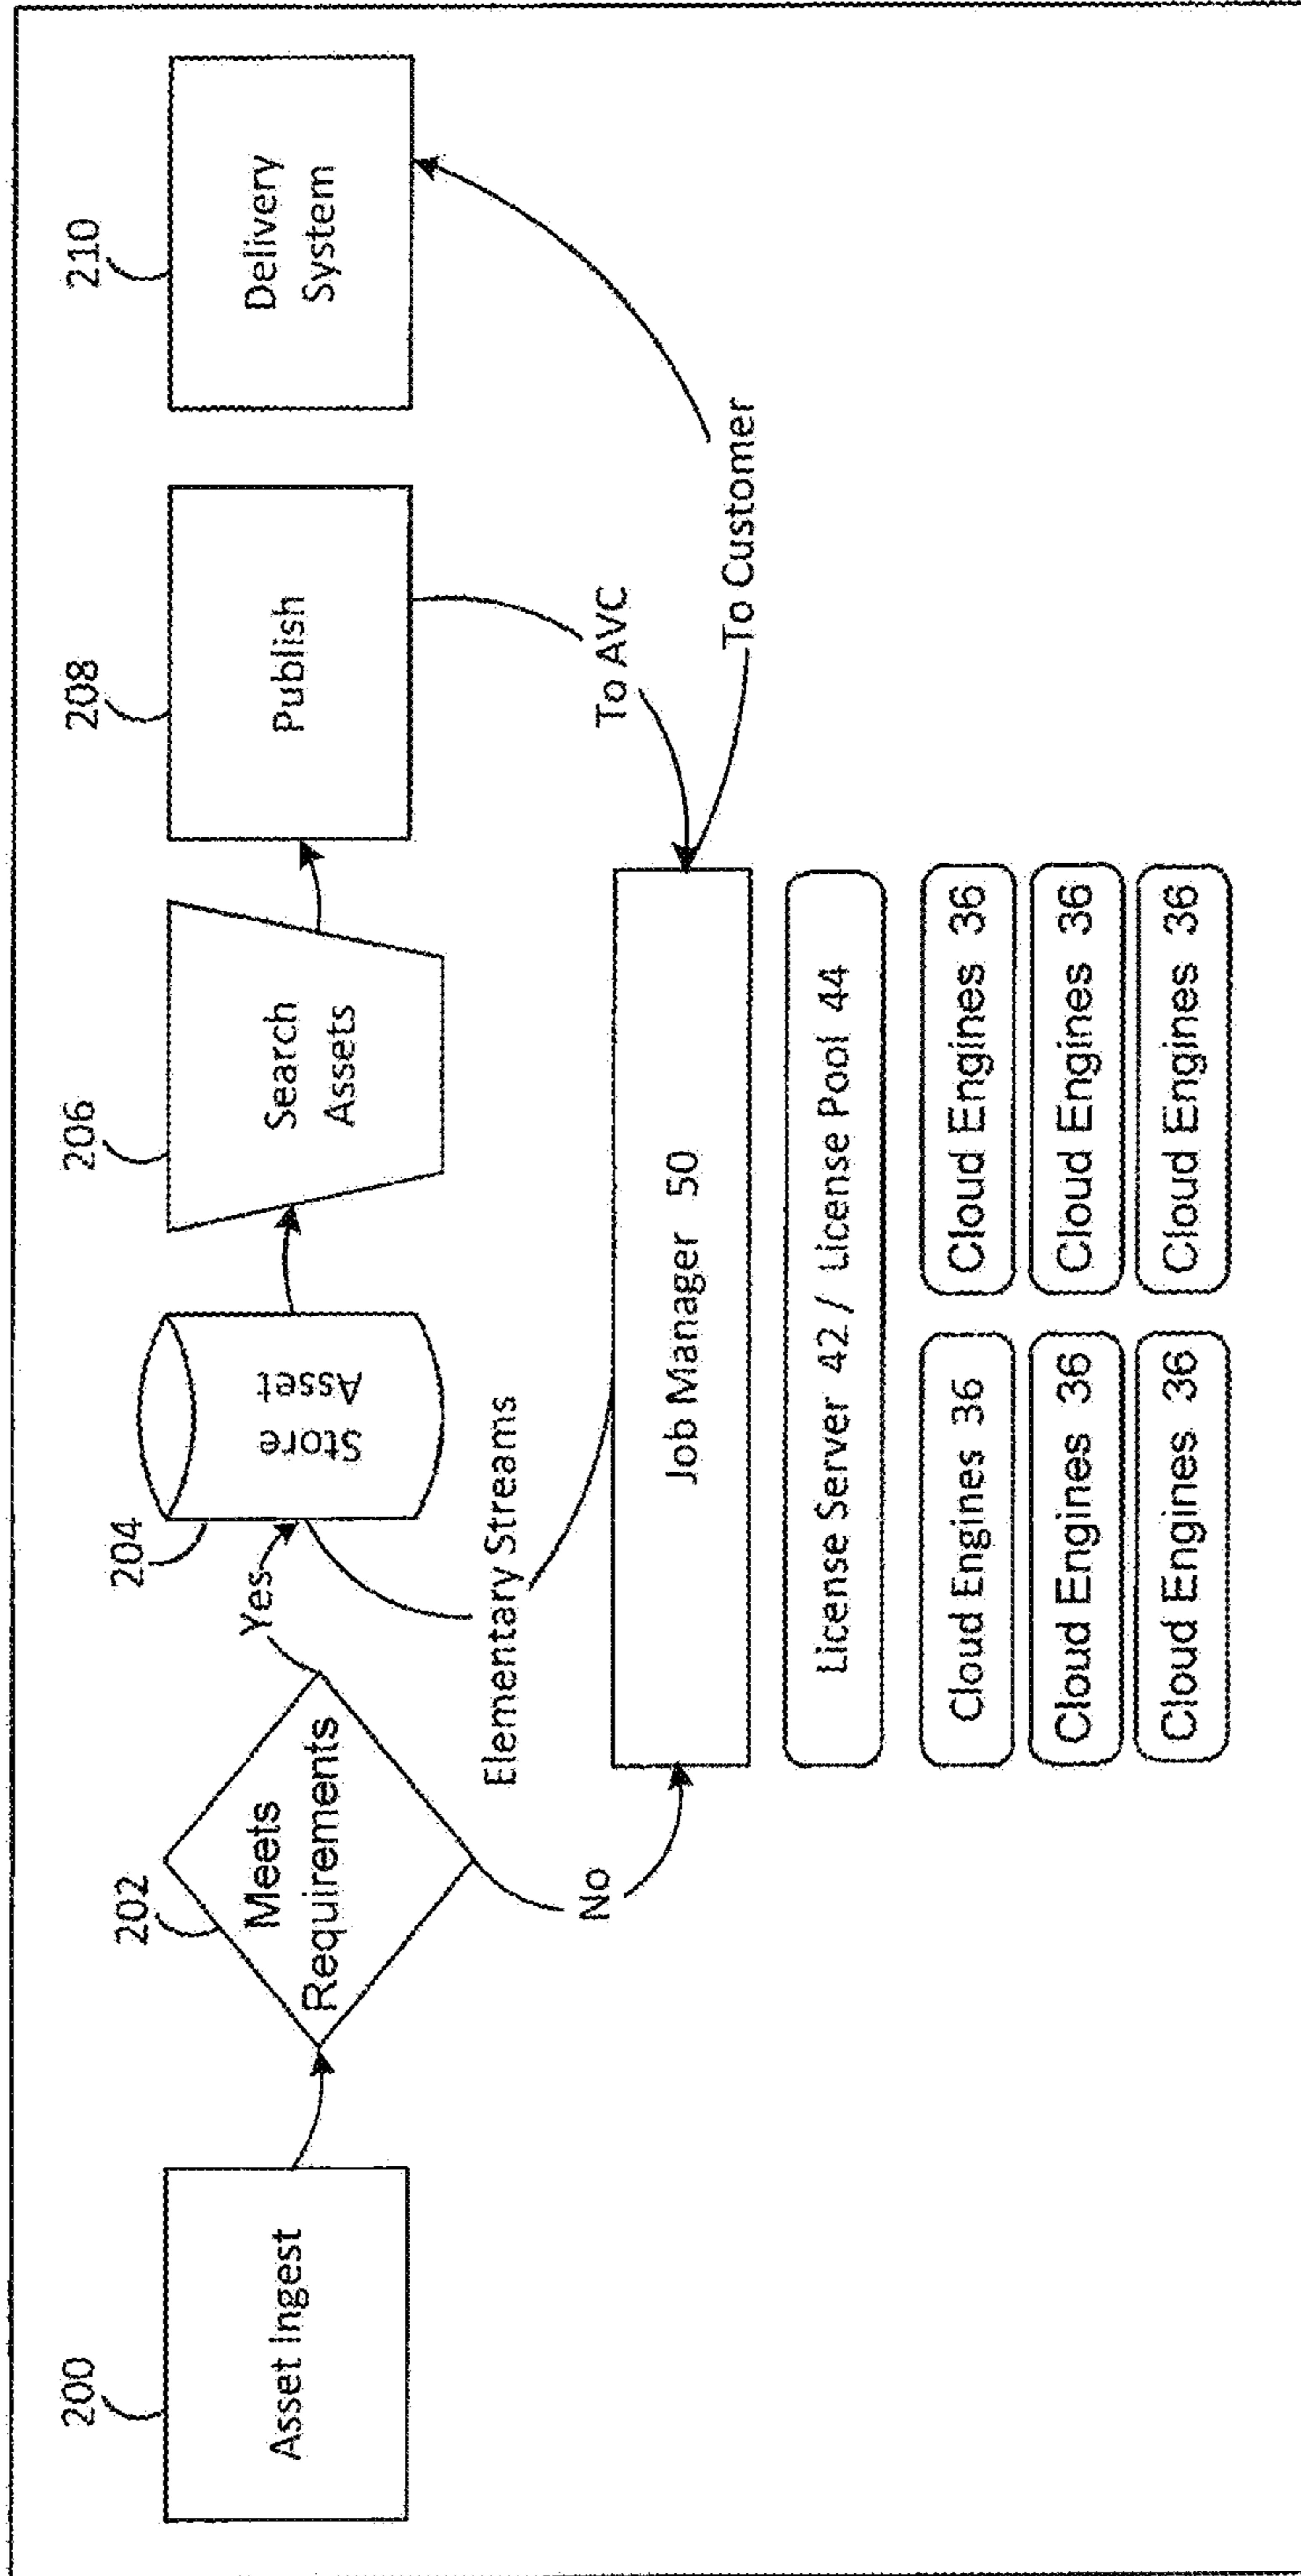 200
Asset Ingest
202
Meets
Requirements
Yes
No
204
Store
Asset
Elementary Streams
206
Search
Assets
208
Publish
To AVC
210
Delivery
System
To Customer
Job Manager 50
License Server 42 / License Pool 44
Cloud Engines 36
Cloud Engines 36
Cloud Engines 36
Cloud Engines 36
Cloud Engines 36
Cloud Engines 36